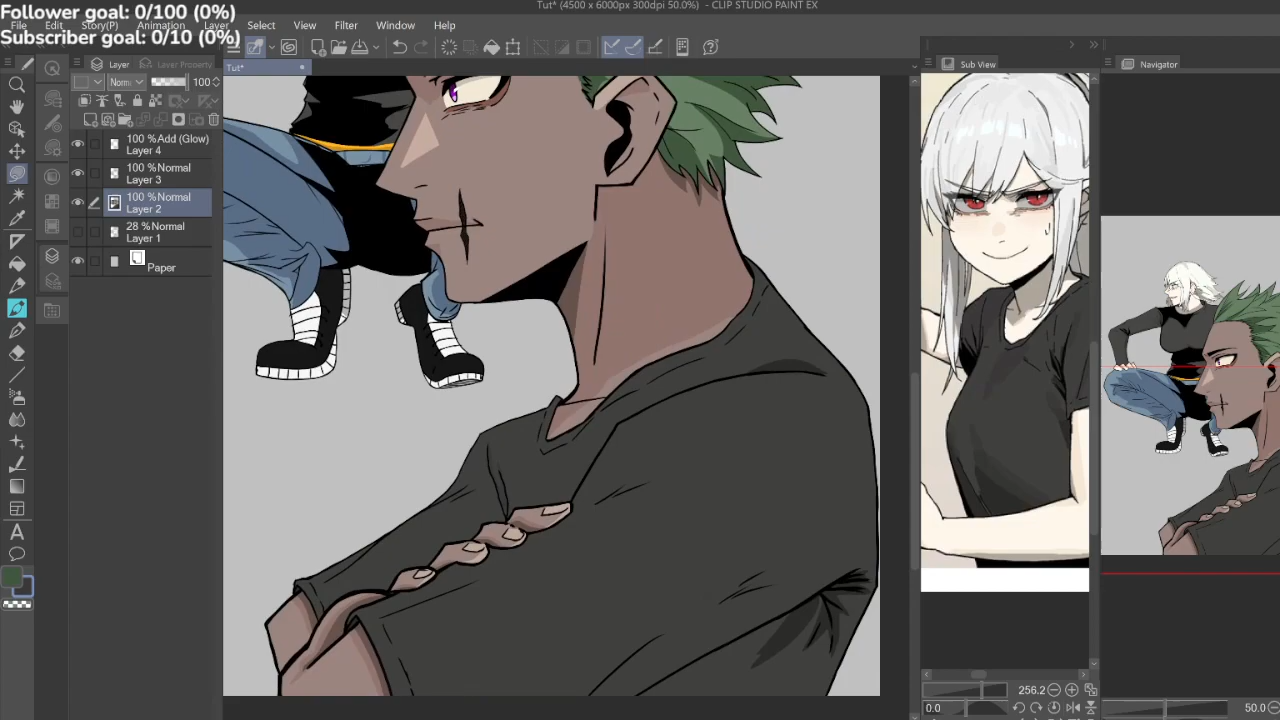 Tut* (4500 x 6000px 300dpi 50.0%) - CLIP STUDIO PAINT EX
Follower goal: 0/100 (0%)
File Edit Story(P) Animation Layer Select View Filter Window Help
Subscriber goal: 0/10 (0%)
Tut*
Layer
Layer Property
Sub View
Navigator
Norm
100
100 %Add (Glow)
Layer 4
100 %Normal
Layer 3
100 %Normal
Layer 2
28 %Normal
Layer 1
Paper
256.2
0.0
50.0